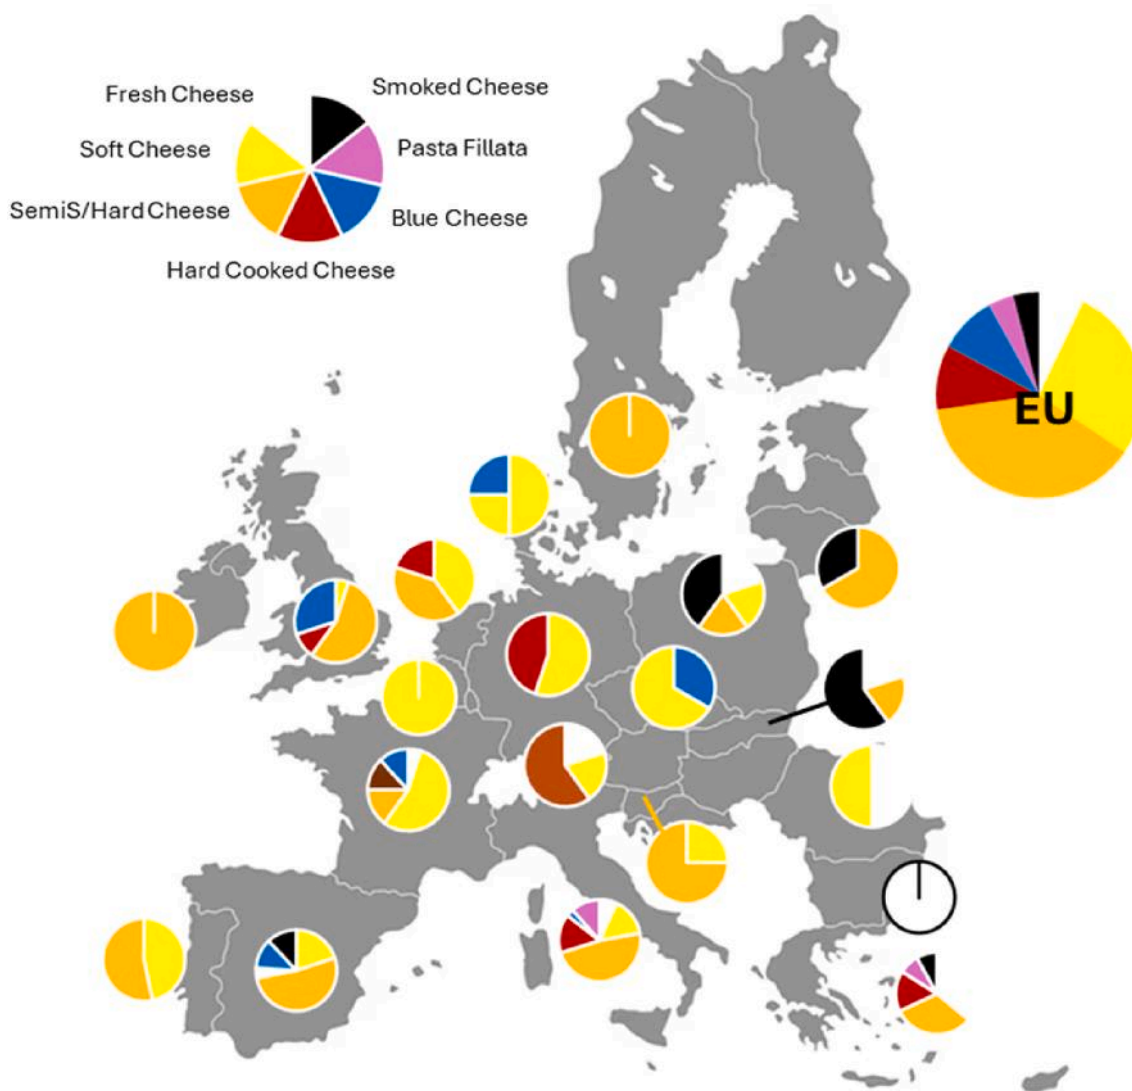 Fresh Cheese
Smoked Cheese
Soft Cheese
Pasta Fillata
SemiS/Hard Cheese
Blue Cheese
Hard Cooked Cheese
EU